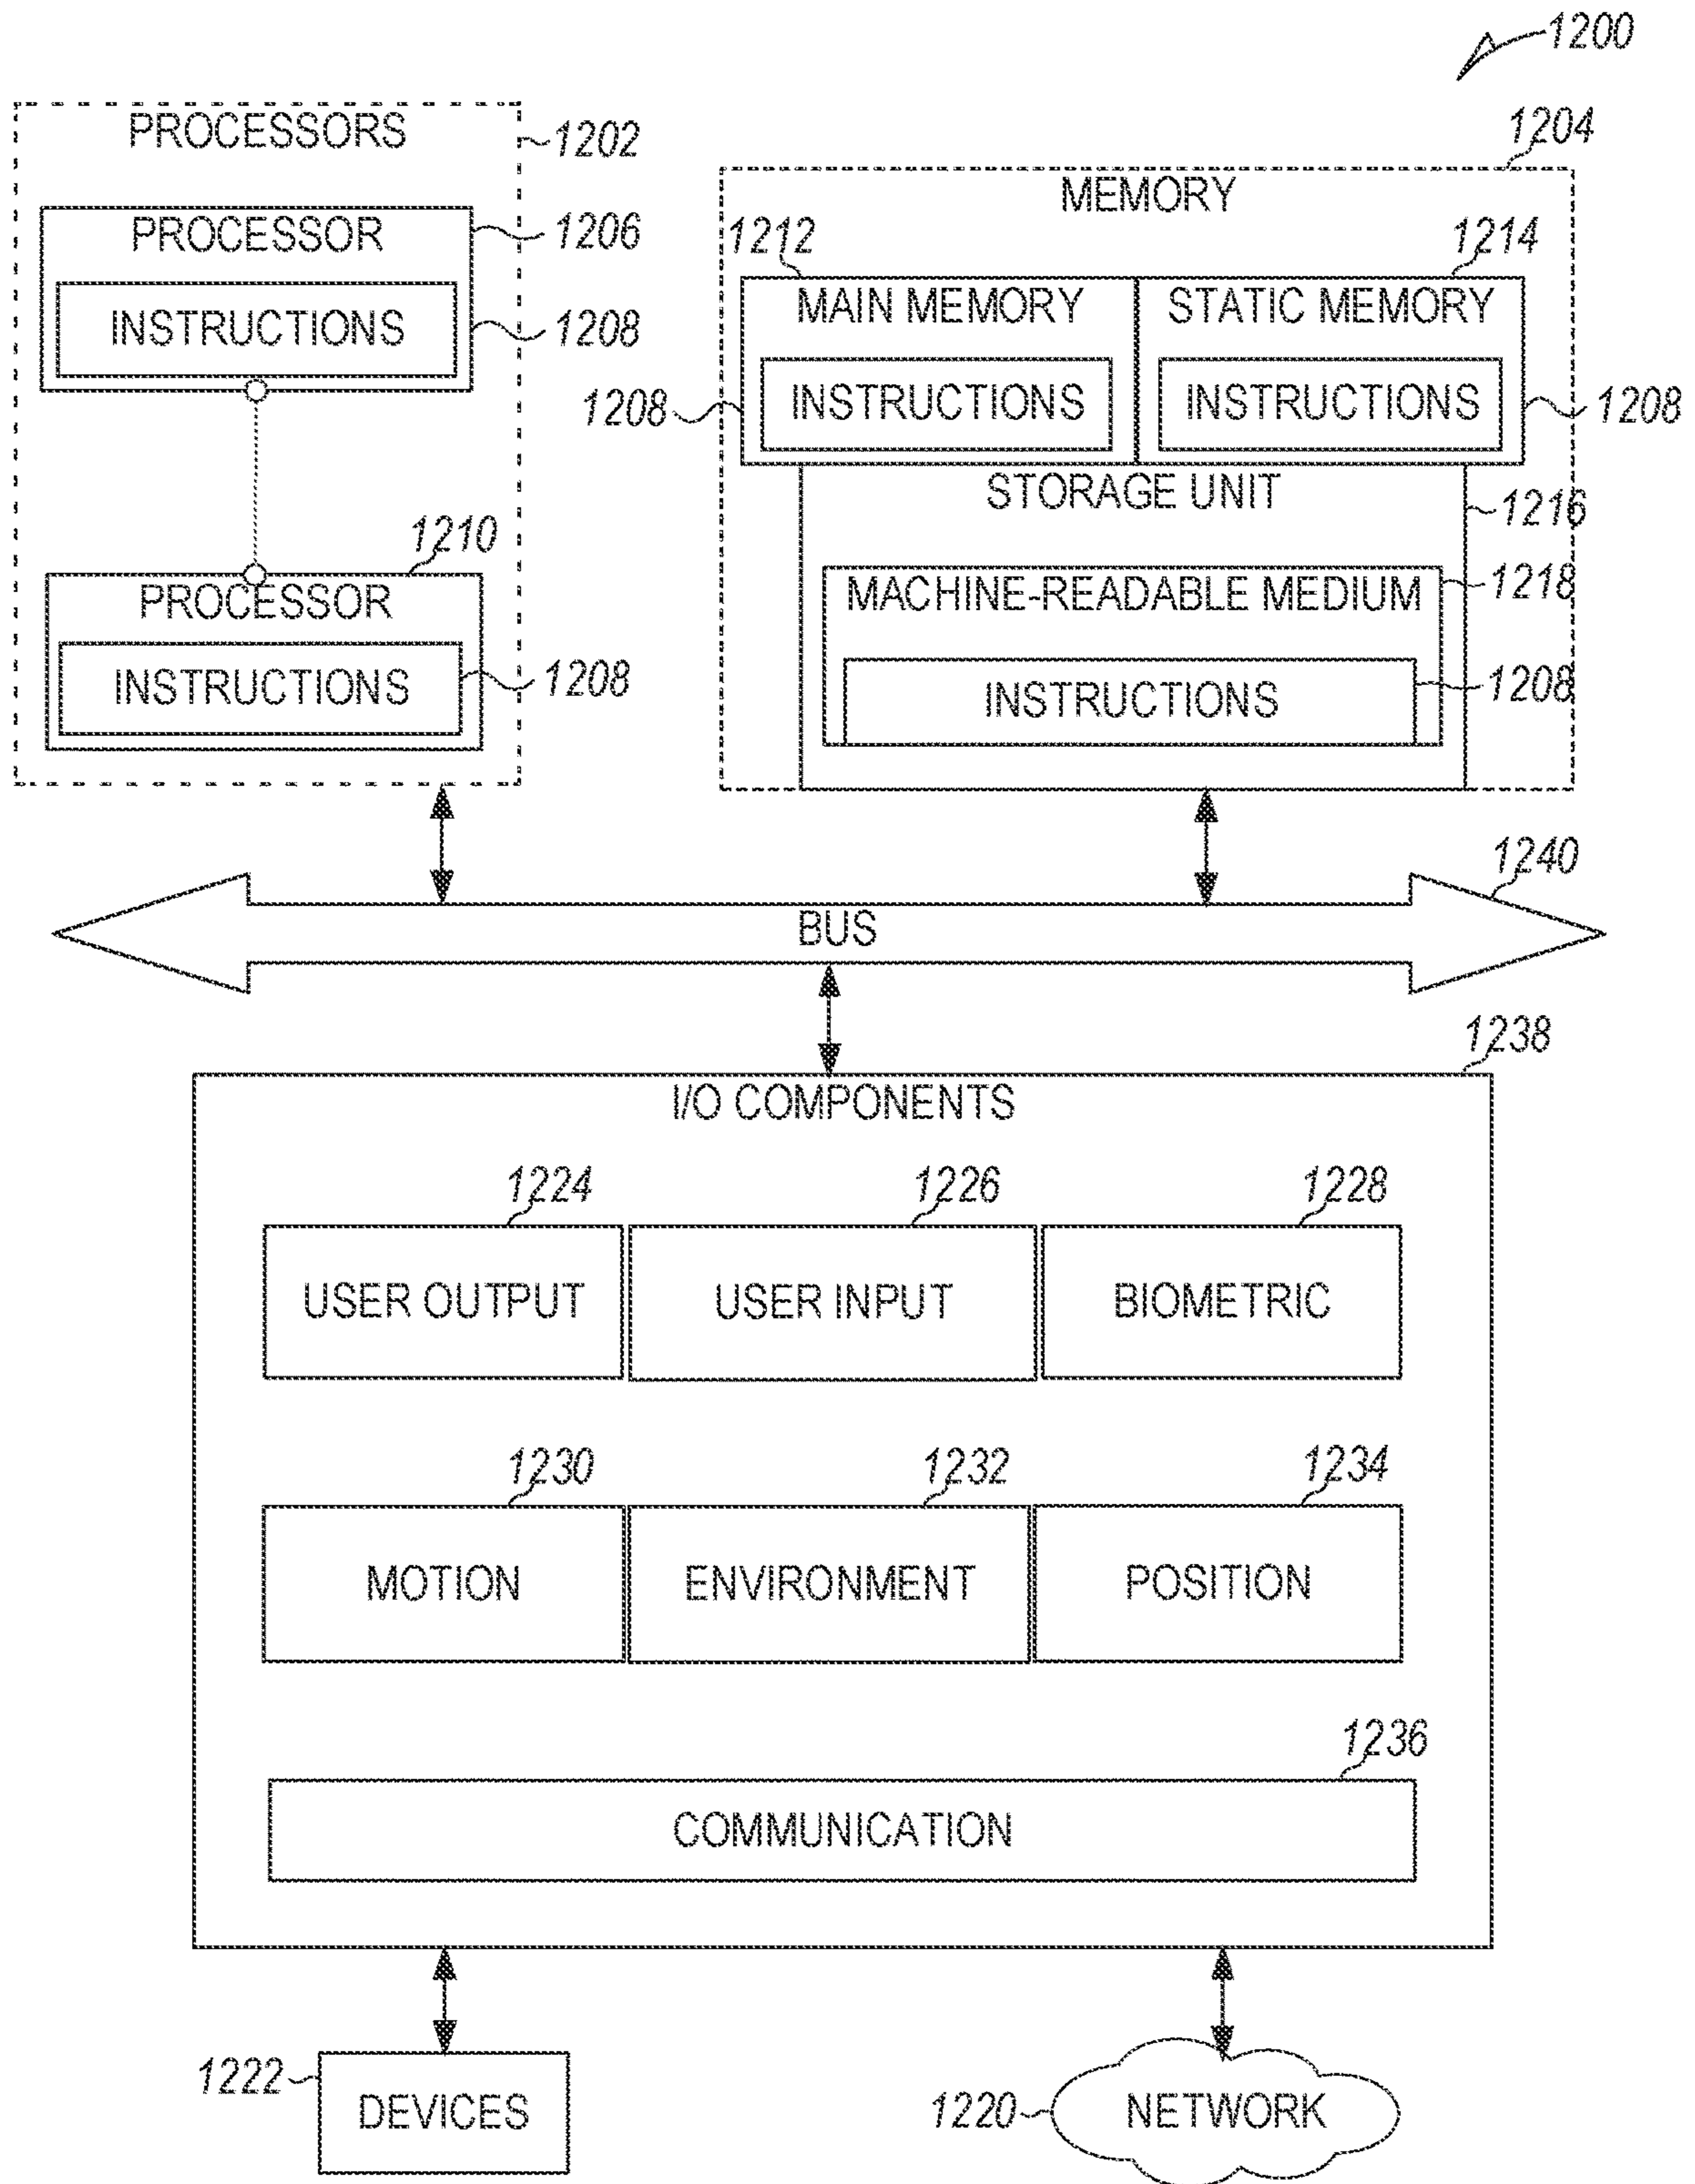 1200
PROCESSORS
1202
PROCESSOR
1206
INSTRUCTIONS
1208
1210
PROCESSOR
INSTRUCTIONS
1208
1204
MEMORY
1212
1214
MAIN MEMORY
STATIC MEMORY
1208
INSTRUCTIONS
INSTRUCTIONS
1208
STORAGE UNIT
1216
MACHINE-READABLE MEDIUM
1218
INSTRUCTIONS
1208
1240
BUS
1238
I/O COMPONENTS
1224
1226
1228
USER OUTPUT
USER INPUT
BIOMETRIC
1230
1232
1234
MOTION
ENVIRONMENT
POSITION
1236
COMMUNICATION
1222
DEVICES
1220
NETWORK